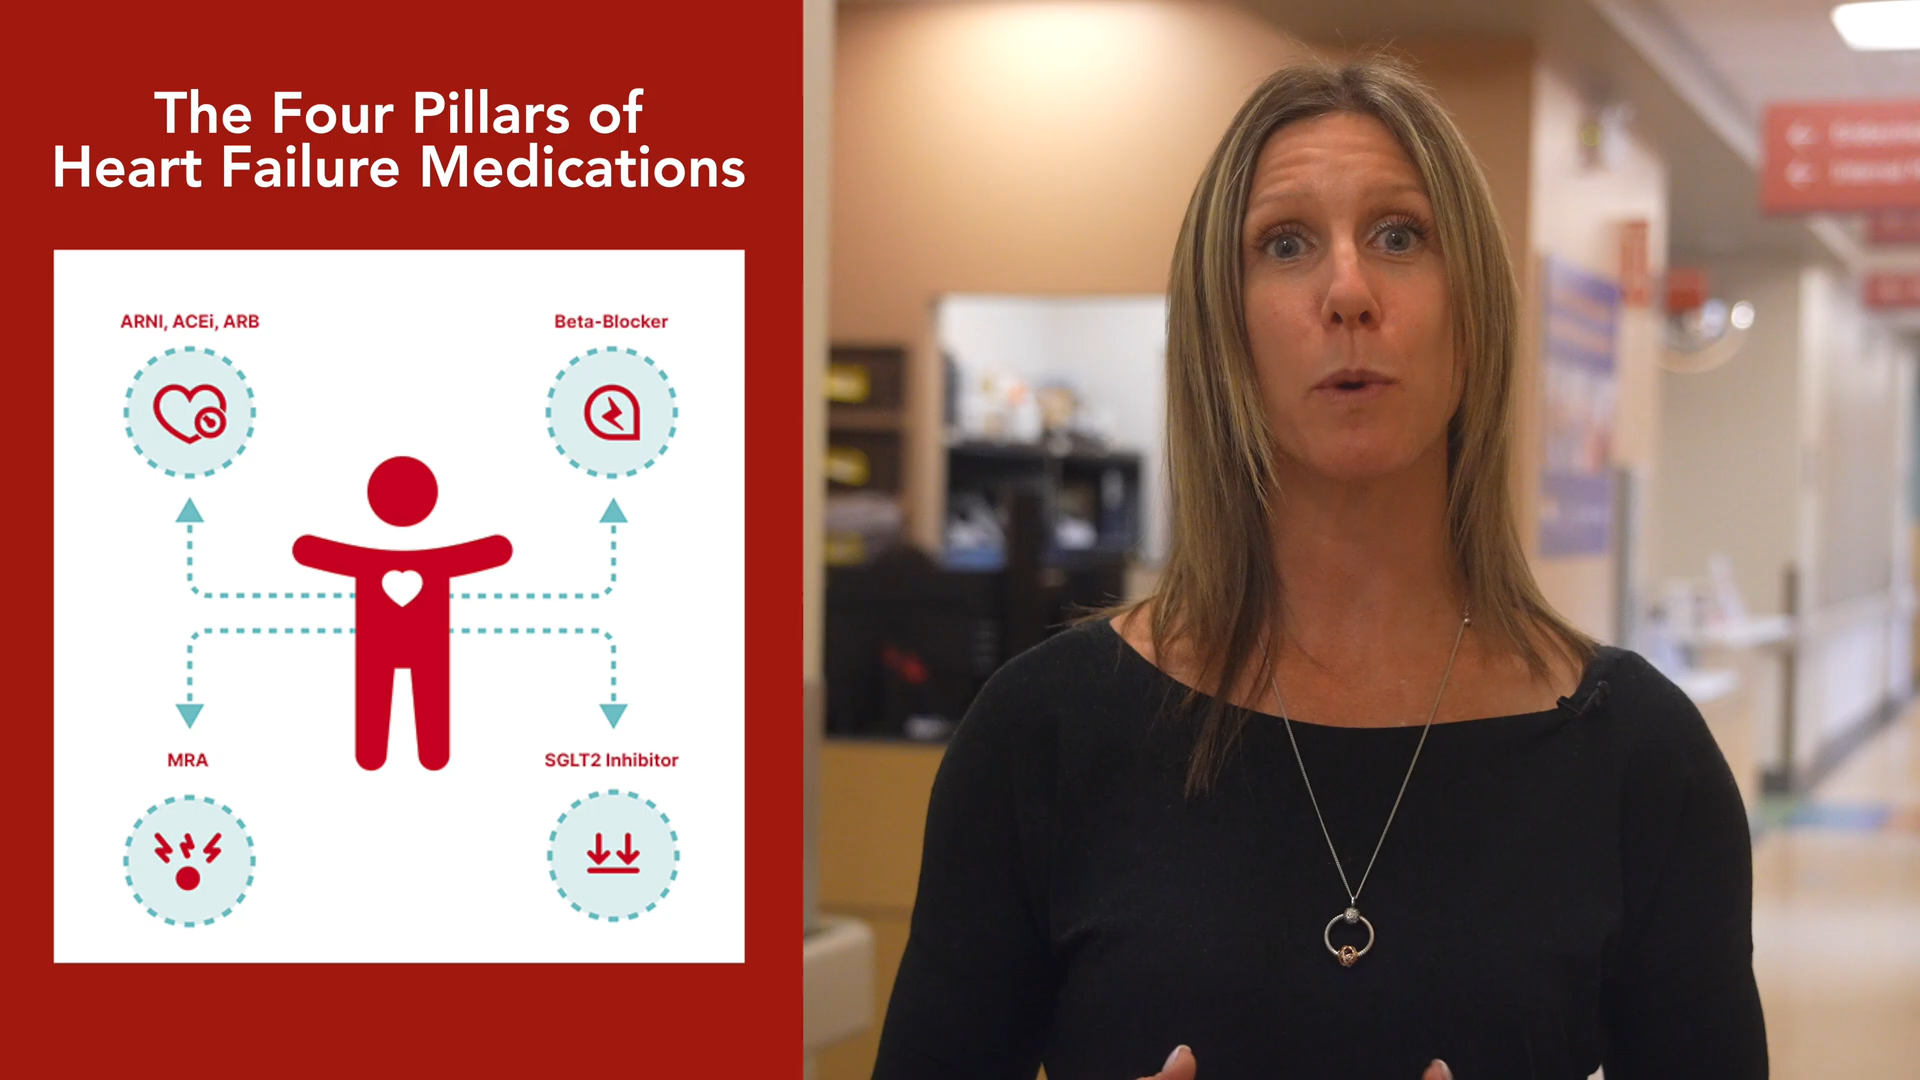 The Four Pillars of
Heart Failure Medications
ARNI, ACEi, ARB
Beta-Blocker
MRA
SGLT2 Inhibitor